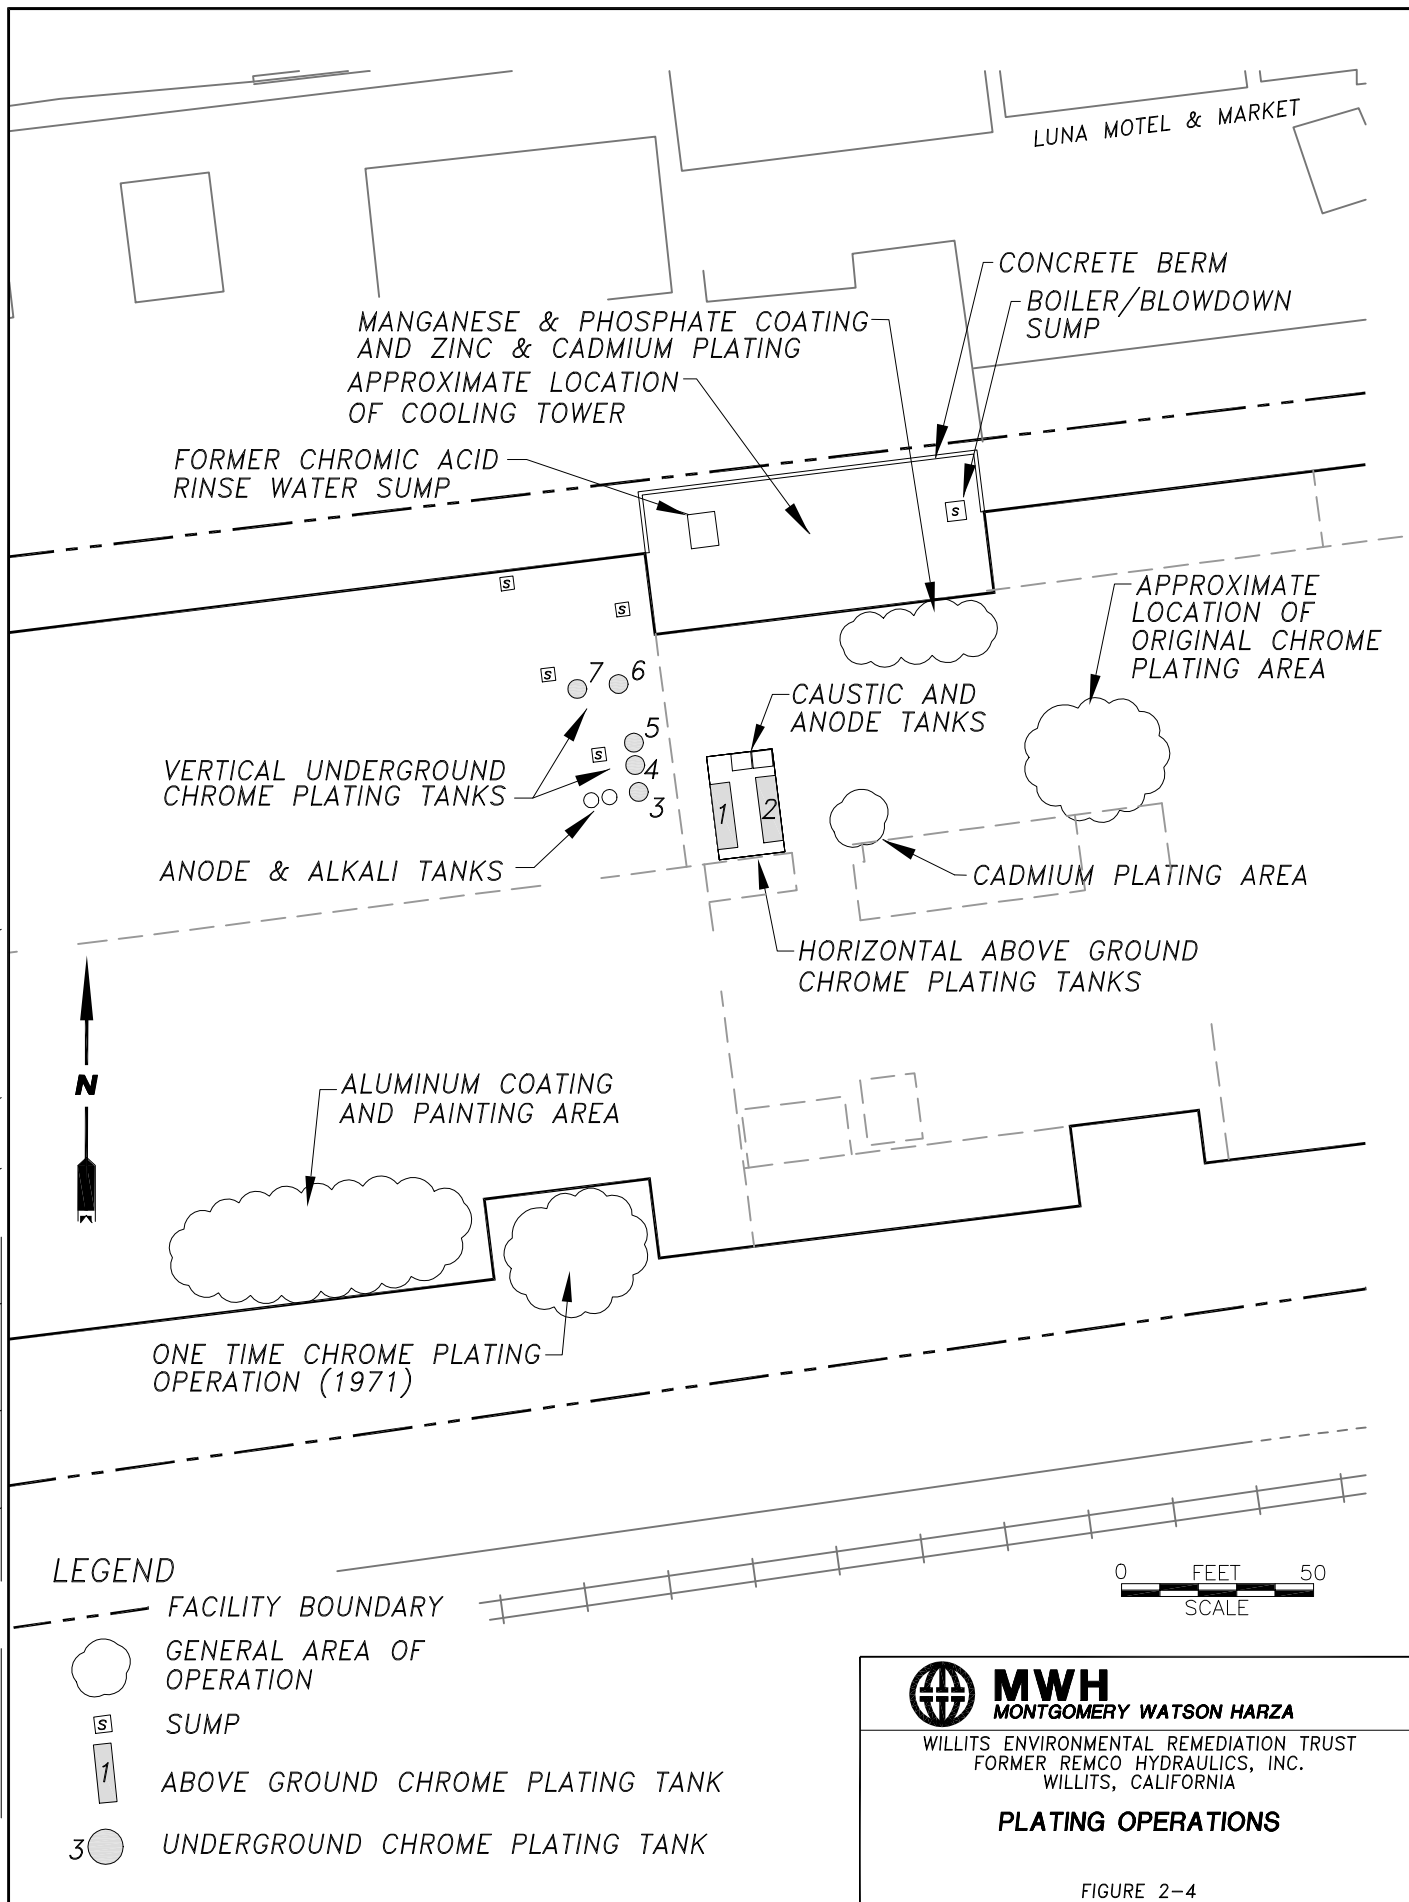 LUNA MOTEL & MARKET
CONCRETE BERM
BOILER/BLOWDOWN
SUMP
MANGANESE & PHOSPHATE COATING
AND ZINC & CADMIUM PLATING
APPROXIMATE LOCATION
OF COOLING TOWER
FORMER CHROMIC ACID
RINSE WATER SUMP
S
S
S
APPROXIMATE
LOCATION OF
ORIGINAL CHROME
PLATING AREA
S
7
6
CAUSTIC AND
ANODE TANKS
5
S
4
3
VERTICAL UNDERGROUND
CHROME PLATING TANKS
1
2
ANODE & ALKALI TANKS
CADMIUM PLATING AREA
HORIZONTAL ABOVE GROUND
CHROME PLATING TANKS
N
ALUMINUM COATING
AND PAINTING AREA
ONE TIME CHROME PLATING
OPERATION (1971)
LEGEND
FACILITY BOUNDARY
GENERAL AREA OF
OPERATION
S
SUMP
1
ABOVE GROUND CHROME PLATING TANK
3
UNDERGROUND CHROME PLATING TANK
0 FEET 50
SCALE
MWH
MONTGOMERY WATSON HARZA
WILLITS ENVIRONMENTAL REMEDIATION TRUST
FORMER REMCO HYDRAULICS, INC.
WILLITS, CALIFORNIA
PLATING OPERATIONS
FIGURE 2-4